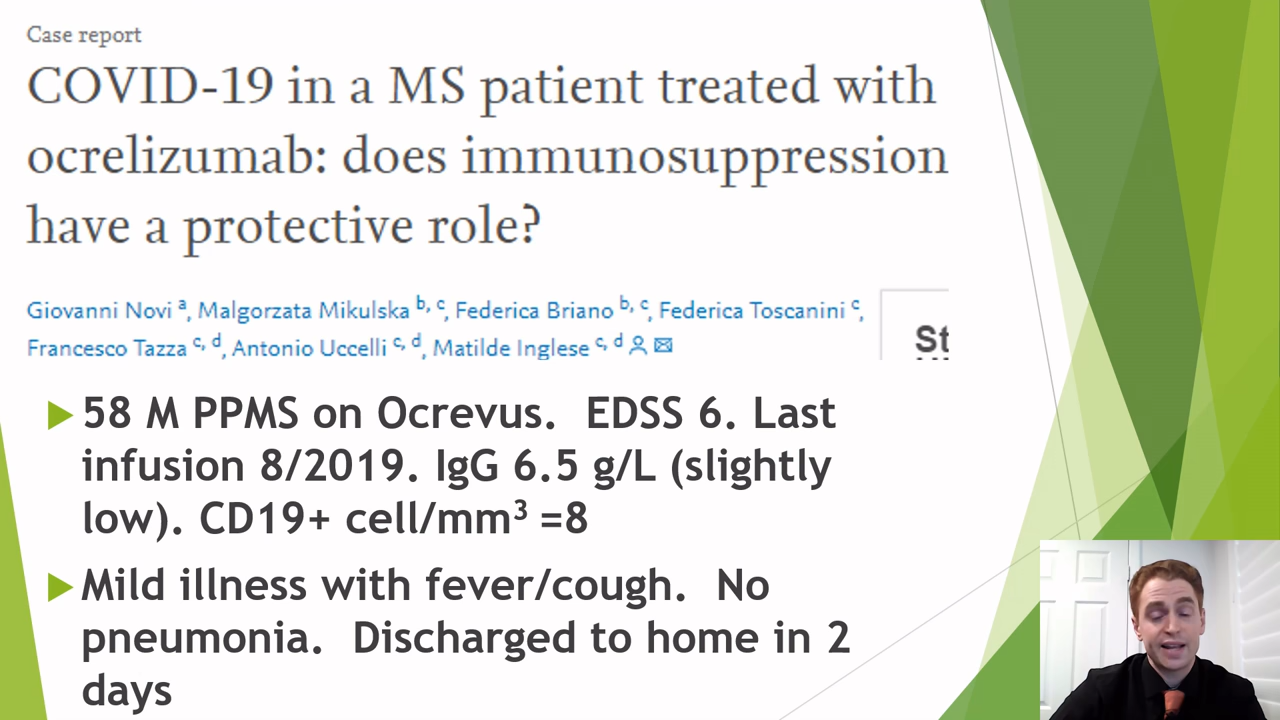 Case report
COVID-19 in a MS patient treated with
ocrelizumab: does immunosuppression
have a protective role?
Giovanni Novi ᵃ, Malgorzata Mikulska ᵇ, ᶜ, Federica Briano ᵇ, ᶜ, Federica Toscanini ᶜ,
Francesco Tazza ᶜ, ᵈ, Antonio Uccelli ᶜ, ᵈ, Matilde Inglese ᶜ, ᵈ
St
58 M PPMS on Ocrevus. EDSS 6. Last
infusion 8/2019. IgG 6.5 g/L (slightly
low). CD19+ cell/mm³ =8
Mild illness with fever/cough. No
pneumonia. Discharged to home in 2
days